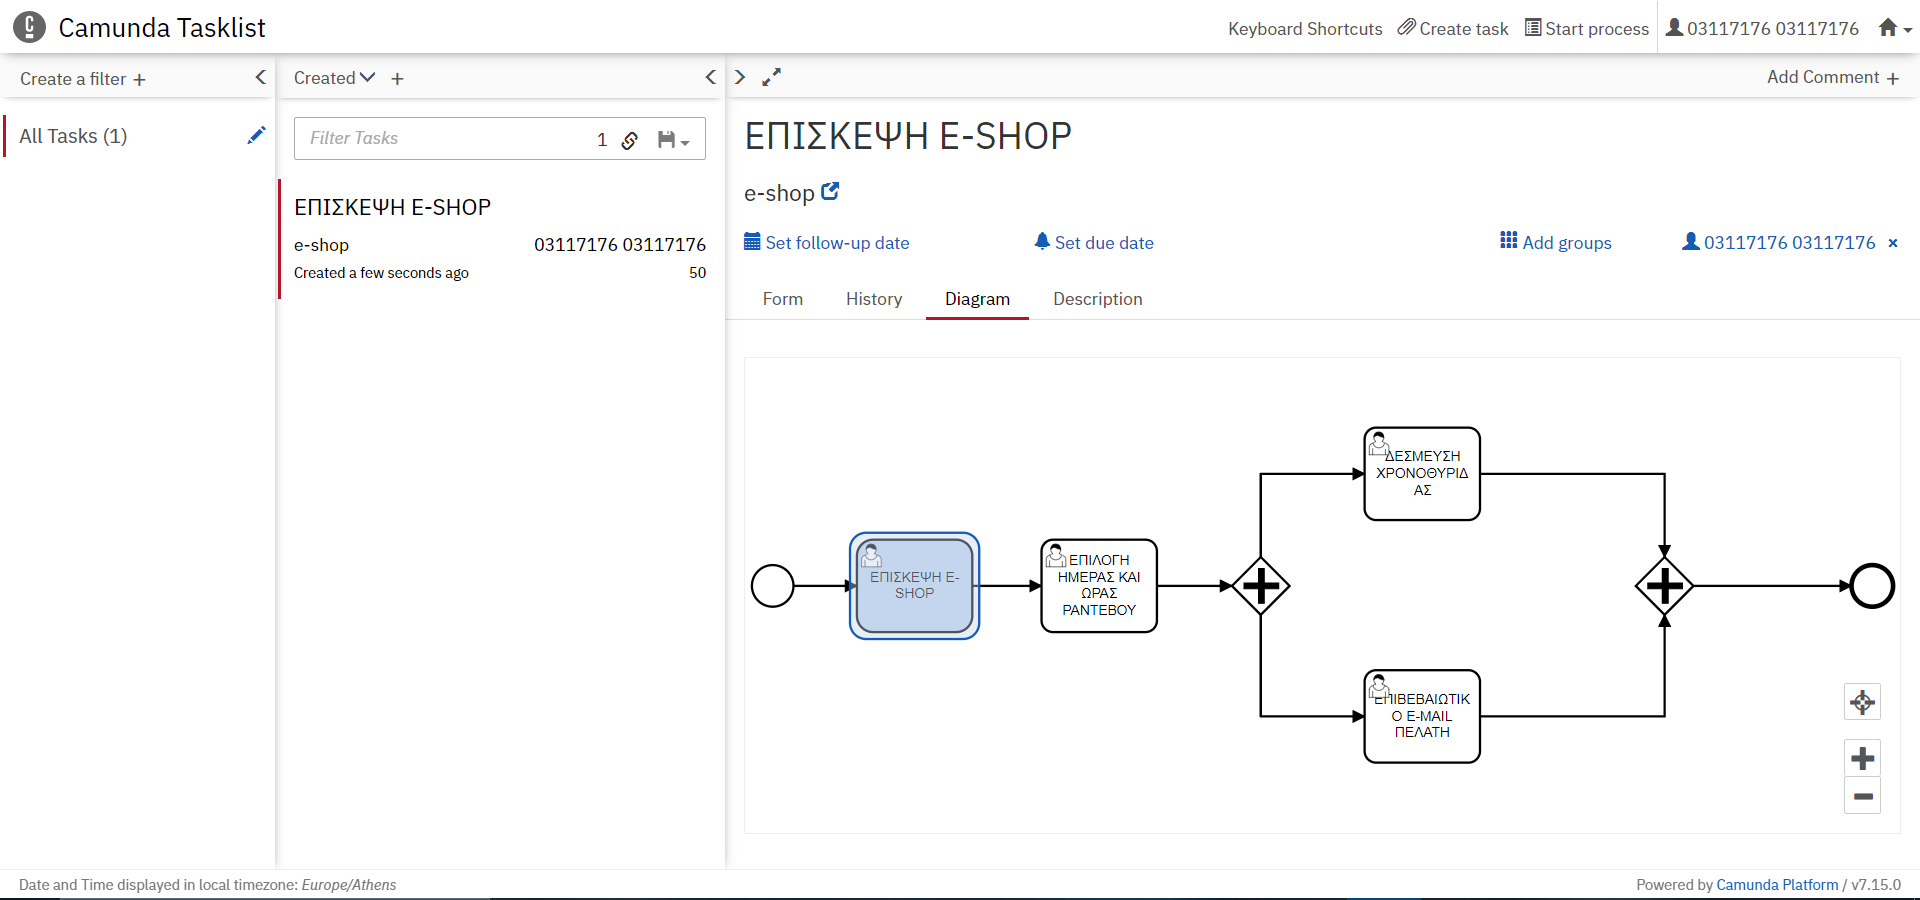 Camunda Tasklist
Keyboard Shortcuts Create task Start process 03117176 03117176
Create a filter +
Created +
Add Comment +
All Tasks (1)
Filter Tasks 1
ΕΠΙΣΚΕΨΗ E-SHOP
e-shop 03117176 03117176
Created a few seconds ago 50
ΕΠΙΣΚΕΨΗ E-SHOP
e-shop
Set follow-up date Set due date Add groups 03117176 03117176 ×
Form History Diagram Description
ΕΠΙΣΚΕΨΗ E-
SHOP
ΕΠΙΛΟΓΗ
ΗΜΕΡΑΣ ΚΑΙ
ΩΡΑΣ
ΡΑΝΤΕΒΟΥ
ΔΕΣΜΕΥΣΗ
ΧΡΟΝΟΘΥΡΙΔ
ΑΣ
ΕΠΙΒΕΒΑΙΩΤΙΚ
Ο E-MAIL
ΠΕΛΑΤΗ
Date and Time displayed in local timezone: Europe/Athens
Powered by Camunda Platform / v7.15.0